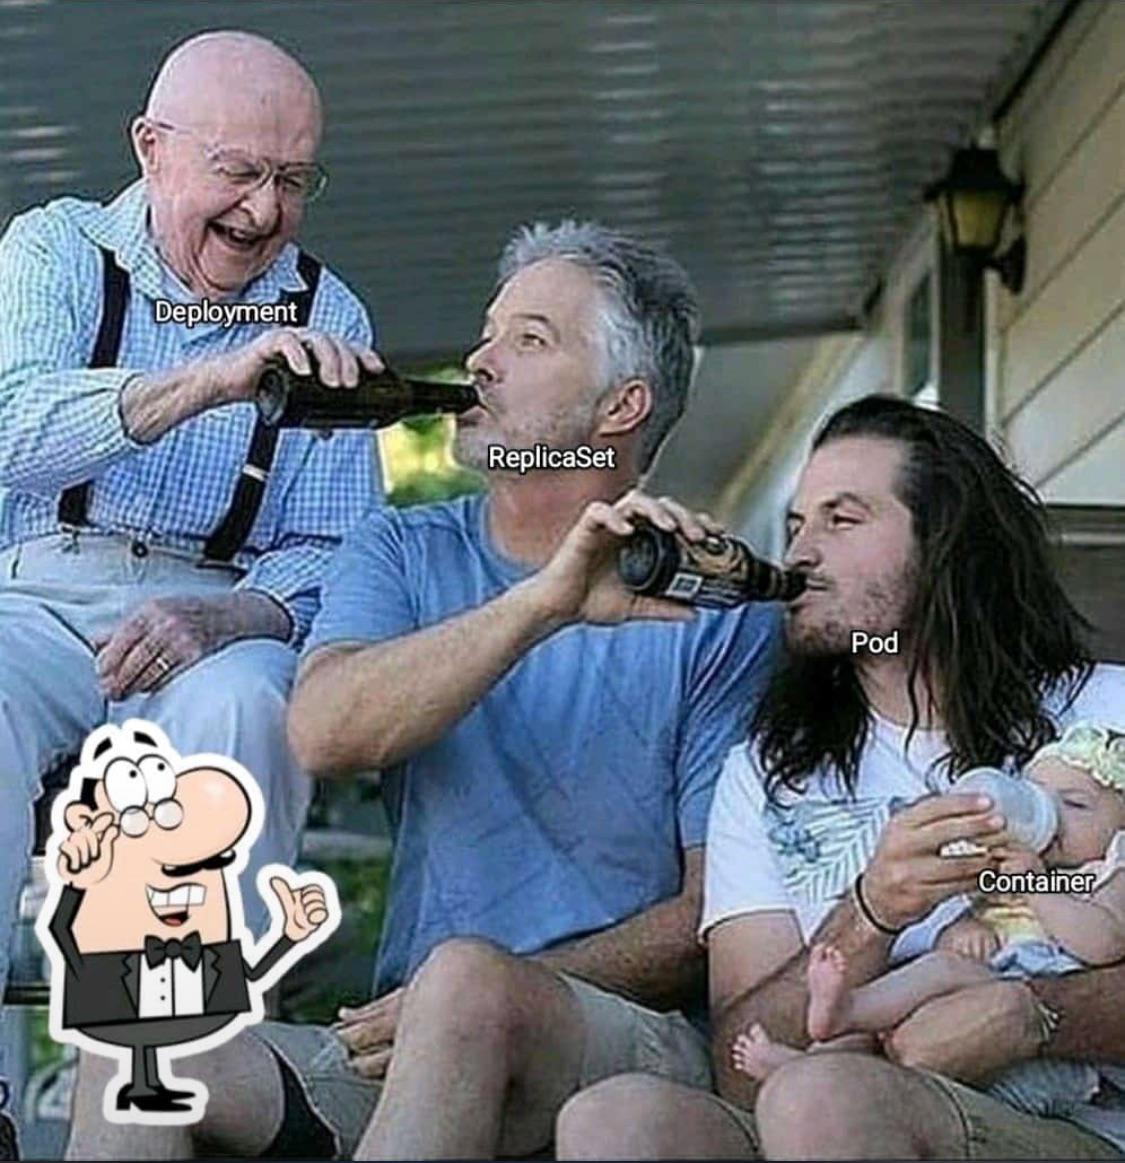 Deployment
ReplicaSet
Pod
Container